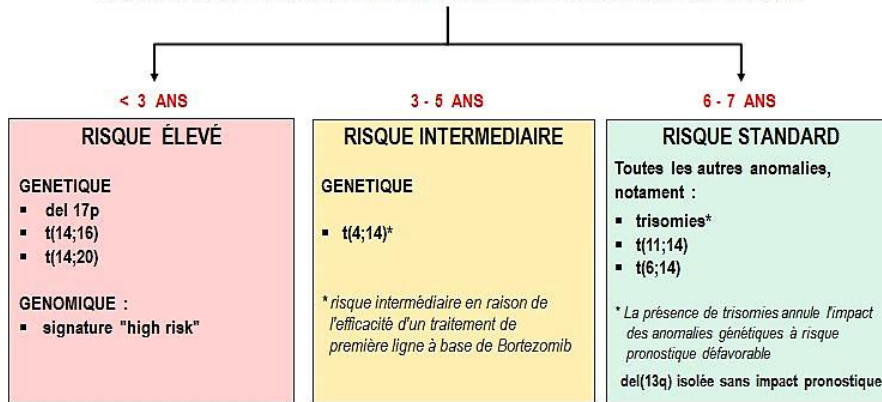 < 3 ANS
3 - 5 ANS
6 - 7 ANS
RISQUE ÉLEVÉ
GENETIQUE
▪ del 17p
▪ t(14;16)
▪ t(14;20)
GENOMIQUE :
▪ signature "high risk"
RISQUE INTERMEDIAIRE
GENETIQUE
▪ t(4;14)*
* risque intermédiaire en raison de
l'efficacité d'un traitement de
première ligne à base de Bortezomib
RISQUE STANDARD
Toutes les autres anomalies,
notament :
▪ trisomies*
▪ t(11;14)
▪ t(6;14)
* La présence de trisomies annule l'impact
des anomalies génétiques à risque
pronostique défavorable
del(13q) isolée sans impact pronostique